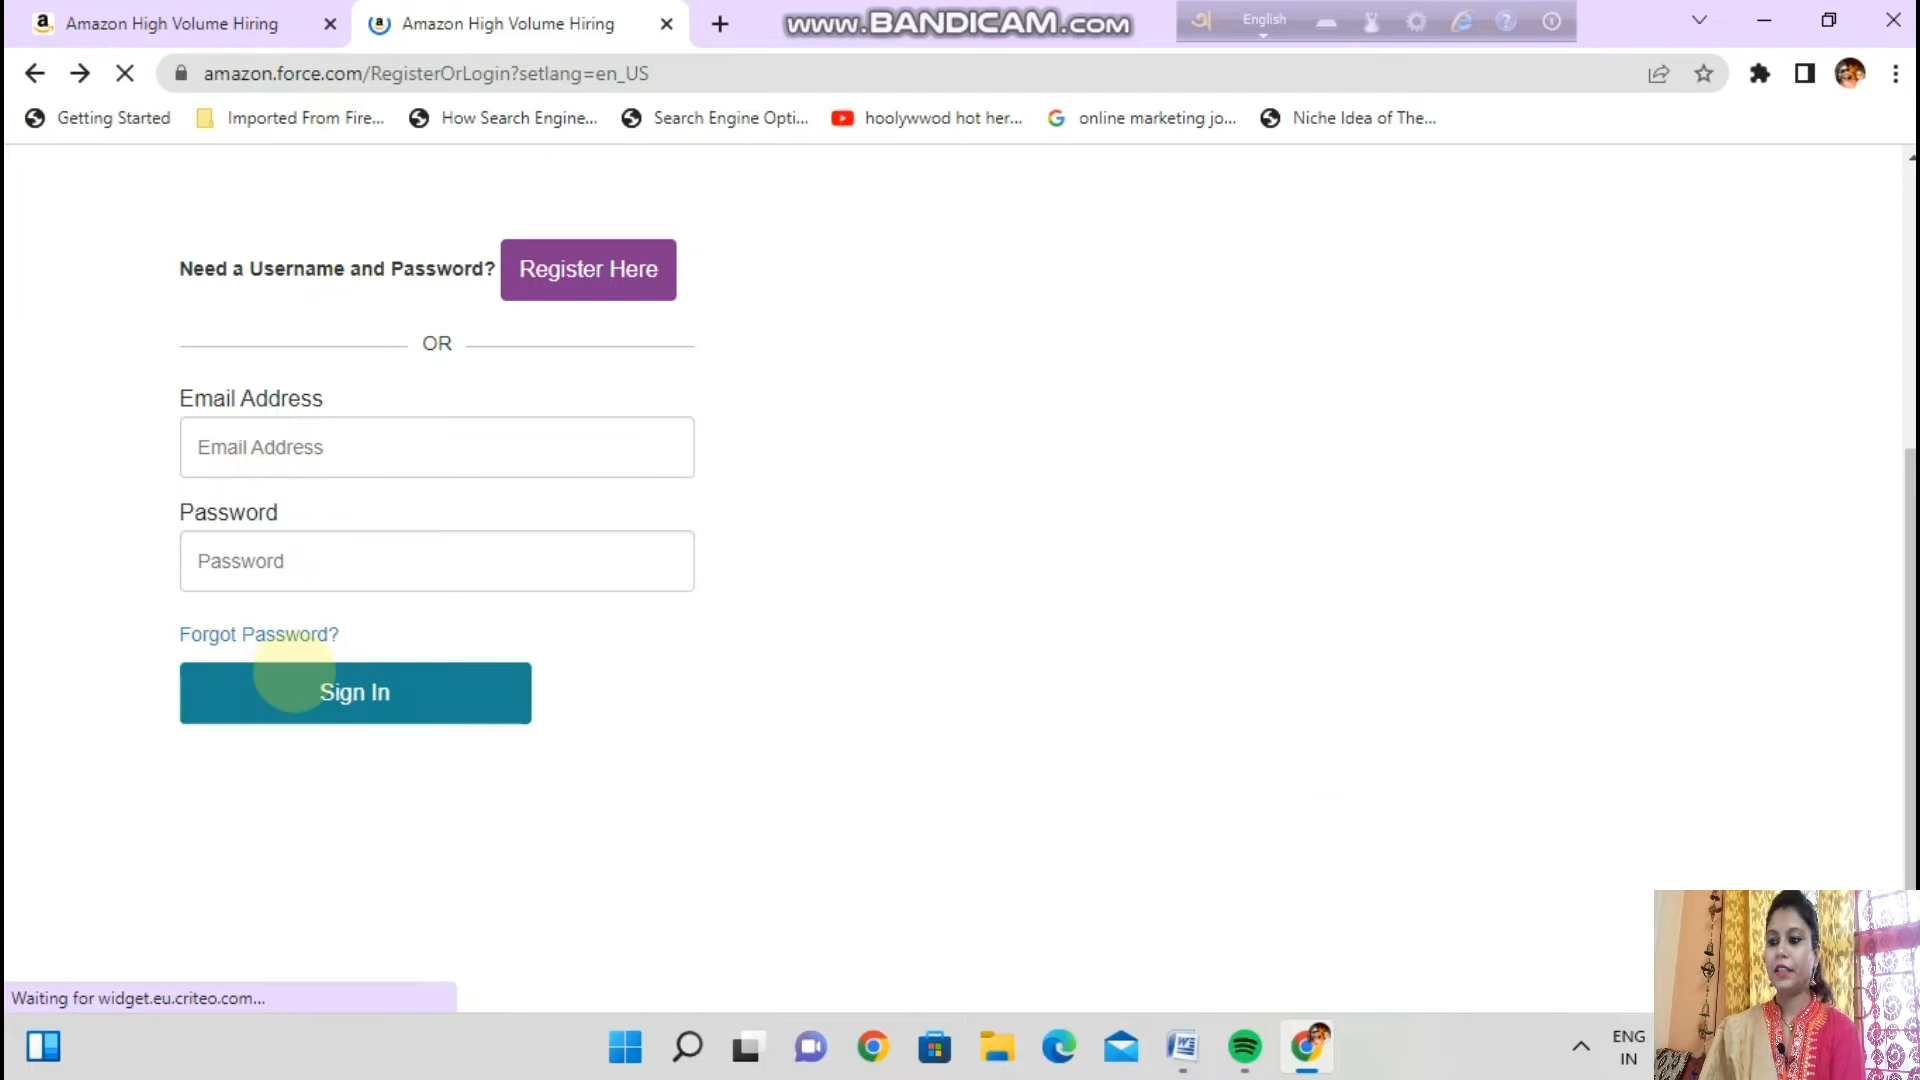 Amazon High Volume Hiring
Amazon High Volume Hiring
www.BANDICAM.com
English
amazon.force.com/RegisterOrLogin?setlang=en_US
Getting Started
Imported From Fire...
How Search Engine...
Search Engine Opti...
hoolywwod hot her...
online marketing jo...
Niche Idea of The...
Need a Username and Password?
Register Here
OR
Email Address
Email Address
Password
Password
Forgot Password?
Sign In
Waiting for widget.eu.criteo.com...
ENG
IN